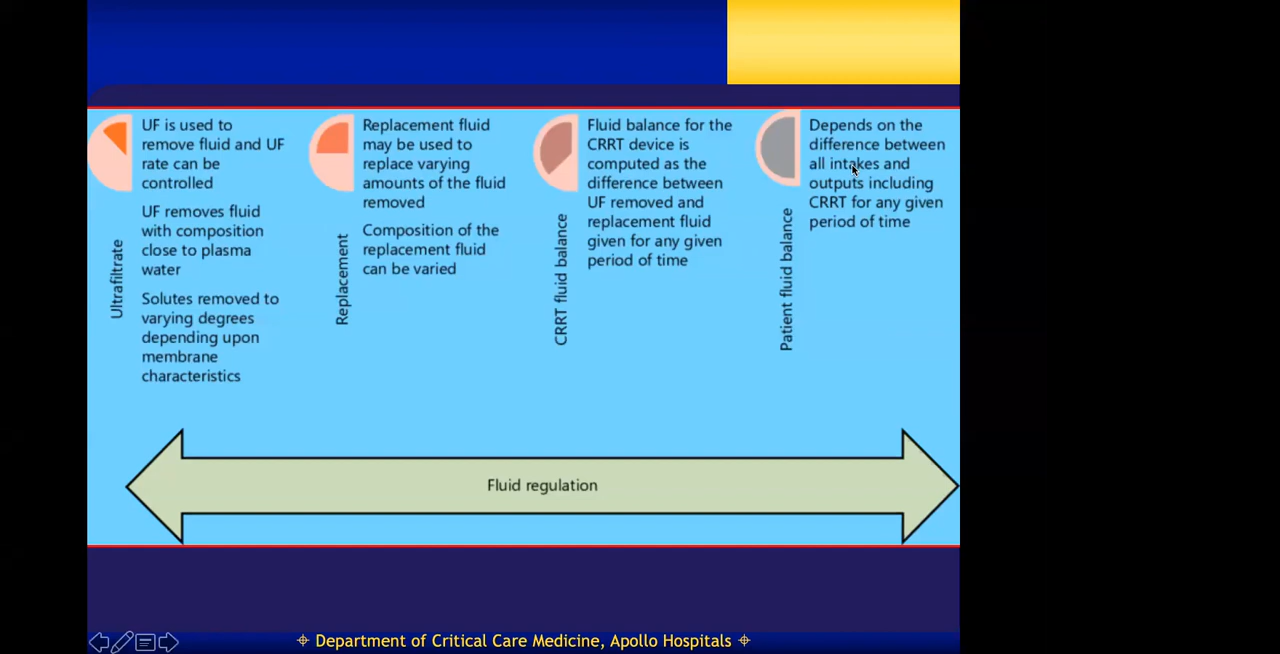 UF is used to
remove fluid and UF
rate can be
controlled
UF removes fluid
with composition
close to plasma
water
Solutes removed to
varying degrees
depending upon
membrane
characteristics
Ultrafiltrate
Replacement fluid
may be used to
replace varying
amounts of the fluid
removed
Composition of the
replacement fluid
can be varied
Replacement
Fluid balance for the
CRRT device is
computed as the
difference between
UF removed and
replacement fluid
given for any given
period of time
CRRT fluid balance
Depends on the
difference between
all intakes and
outputs including
CRRT for any given
period of time
Patient fluid balance
Fluid regulation
Department of Critical Care Medicine, Apollo Hospitals